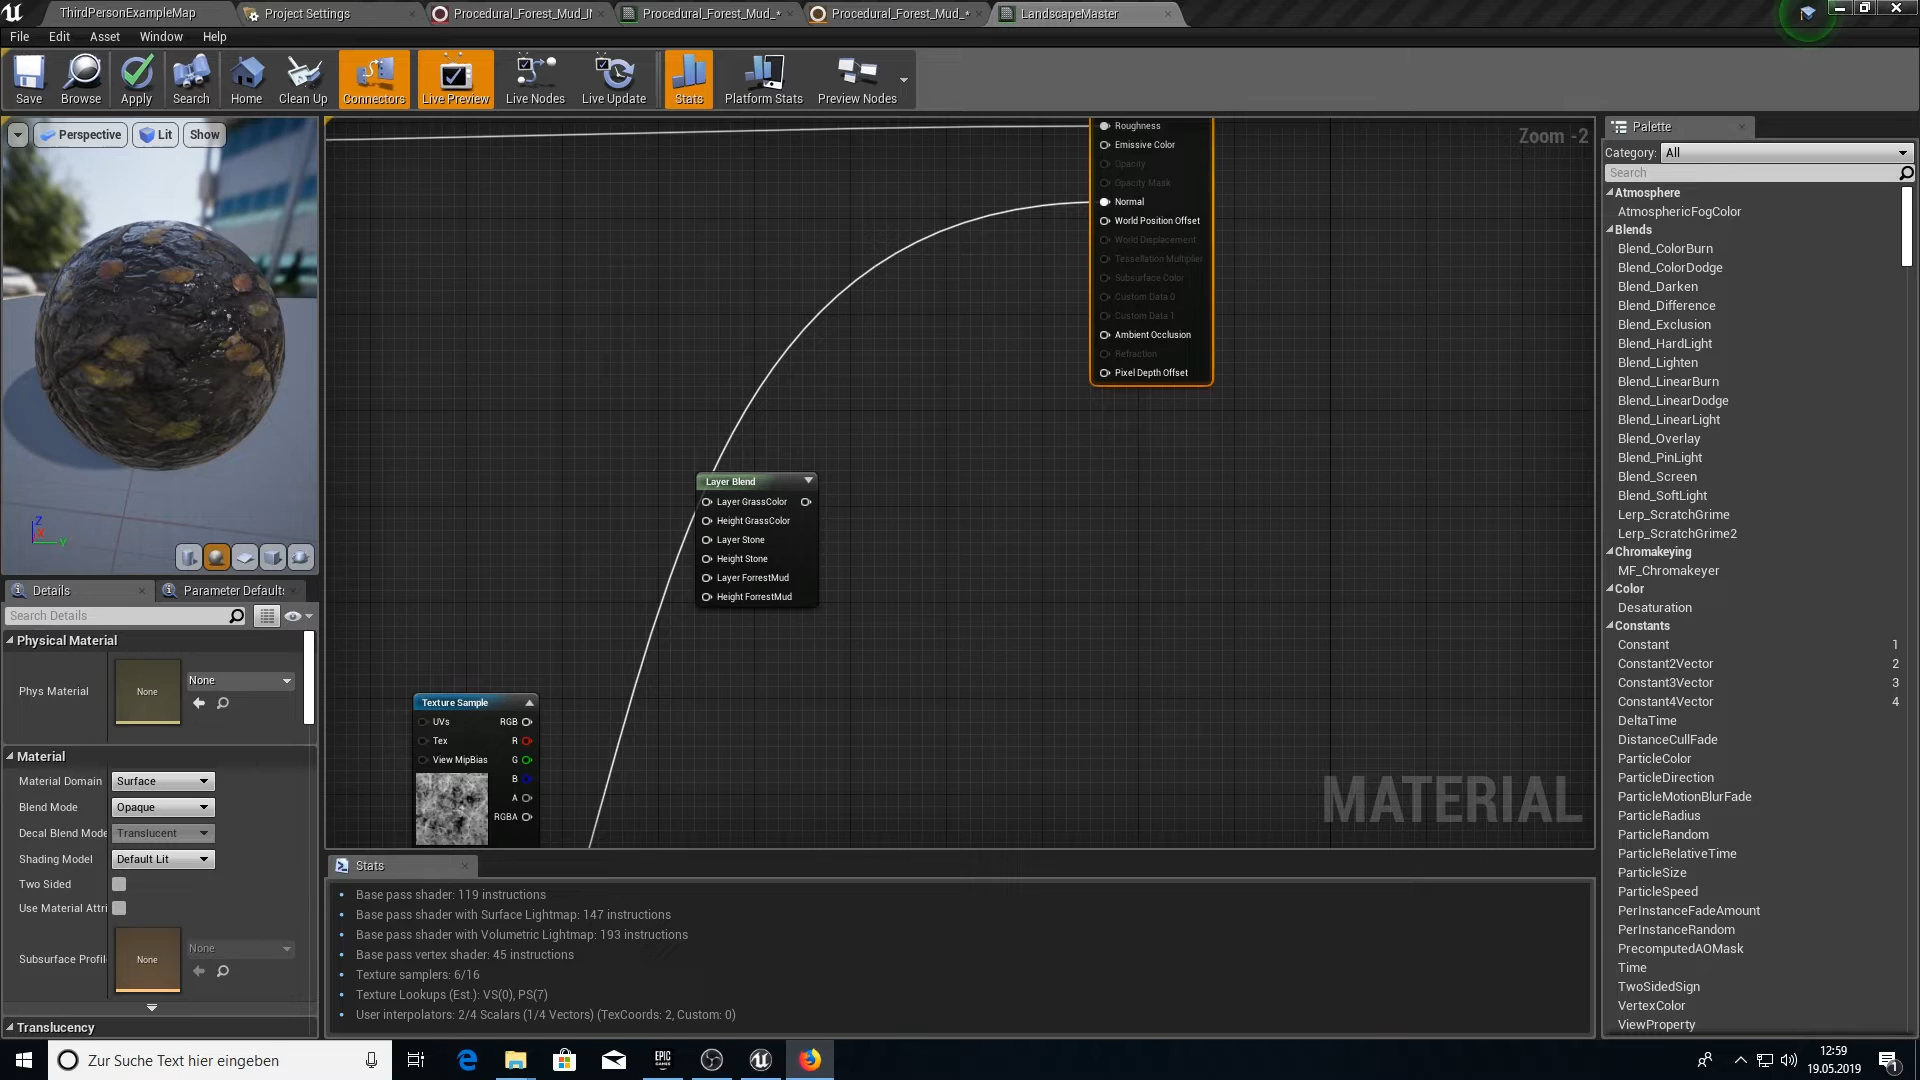 ThirdPersonExampleMap
Project Settings
Procedural_Forest_Mud_I
Procedural_Forest_Mud_*
Procedural_Forest_Mud_*
LandscapeMaster
File
Edit
Asset
Window
Help
Save
Browse
Apply
Search
Home
Clean Up
Connectors
Live Preview
Live Nodes
Live Update
Stats
Platform Stats
Preview Nodes
Perspective
Lit
Show
Z
X
Y
Details
Parameter Defaults
Search Details
Physical Material
Phys Material
None
None
Material
Material Domain
Surface
Blend Mode
Opaque
Decal Blend Mode
Translucent
Shading Model
Default Lit
Two Sided
Use Material Attri
Subsurface Profil
None
None
Translucency
Zoom -2
Roughness
Emissive Color
Opacity
Opacity Mask
Normal
World Position Offset
World Displacement
Tessellation Multiplier
Subsurface Color
Custom Data 0
Custom Data 1
Ambient Occlusion
Refraction
Pixel Depth Offset
Layer Blend
Layer GrassColor
Height GrassColor
Layer Stone
Height Stone
Layer ForrestMud
Height ForrestMud
Texture Sample
UVs
RGB
Tex
R
View MipBias
G
B
A
RGBA
MATERIAL
Stats
• Base pass shader: 119 instructions
• Base pass shader with Surface Lightmap: 147 instructions
• Base pass shader with Volumetric Lightmap: 193 instructions
• Base pass vertex shader: 45 instructions
• Texture samplers: 6/16
• Texture Lookups (Est.): VS(0), PS(7)
• User interpolators: 2/4 Scalars (1/4 Vectors) (TexCoords: 2, Custom: 0)
Palette
Category:
All
Search
Atmosphere
AtmosphericFogColor
Blends
Blend_ColorBurn
Blend_ColorDodge
Blend_Darken
Blend_Difference
Blend_Exclusion
Blend_HardLight
Blend_Lighten
Blend_LinearBurn
Blend_LinearDodge
Blend_LinearLight
Blend_Overlay
Blend_PinLight
Blend_Screen
Blend_SoftLight
Lerp_ScratchGrime
Lerp_ScratchGrime2
Chromakeying
MF_Chromakeyer
Color
Desaturation
Constants
Constant 1
Constant2Vector 2
Constant3Vector 3
Constant4Vector 4
DeltaTime
DistanceCullFade
ParticleColor
ParticleDirection
ParticleMotionBlurFade
ParticleRadius
ParticleRandom
ParticleRelativeTime
ParticleSize
ParticleSpeed
PerInstanceFadeAmount
PerInstanceRandom
PrecomputedAOMask
Time
TwoSidedSign
VertexColor
ViewProperty
Zur Suche Text hier eingeben
EPIC
GAMES
12:59
19.05.2019
1